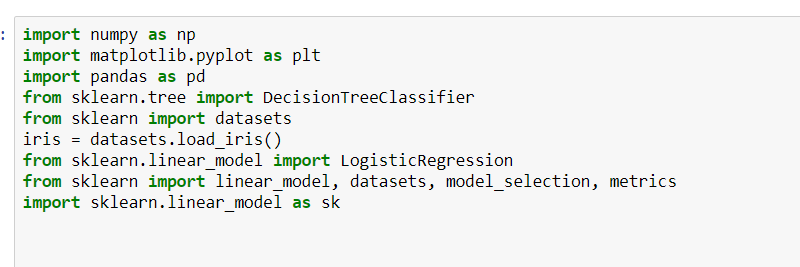 :
import numpy as np
import matplotlib.pyplot as plt
import pandas as pd
from sklearn.tree import DecisionTreeClassifier
from sklearn import datasets
iris = datasets.load_iris()
from sklearn.linear_model import LogisticRegression
from sklearn import linear_model, datasets, model_selection, metrics
import sklearn.linear_model as sk